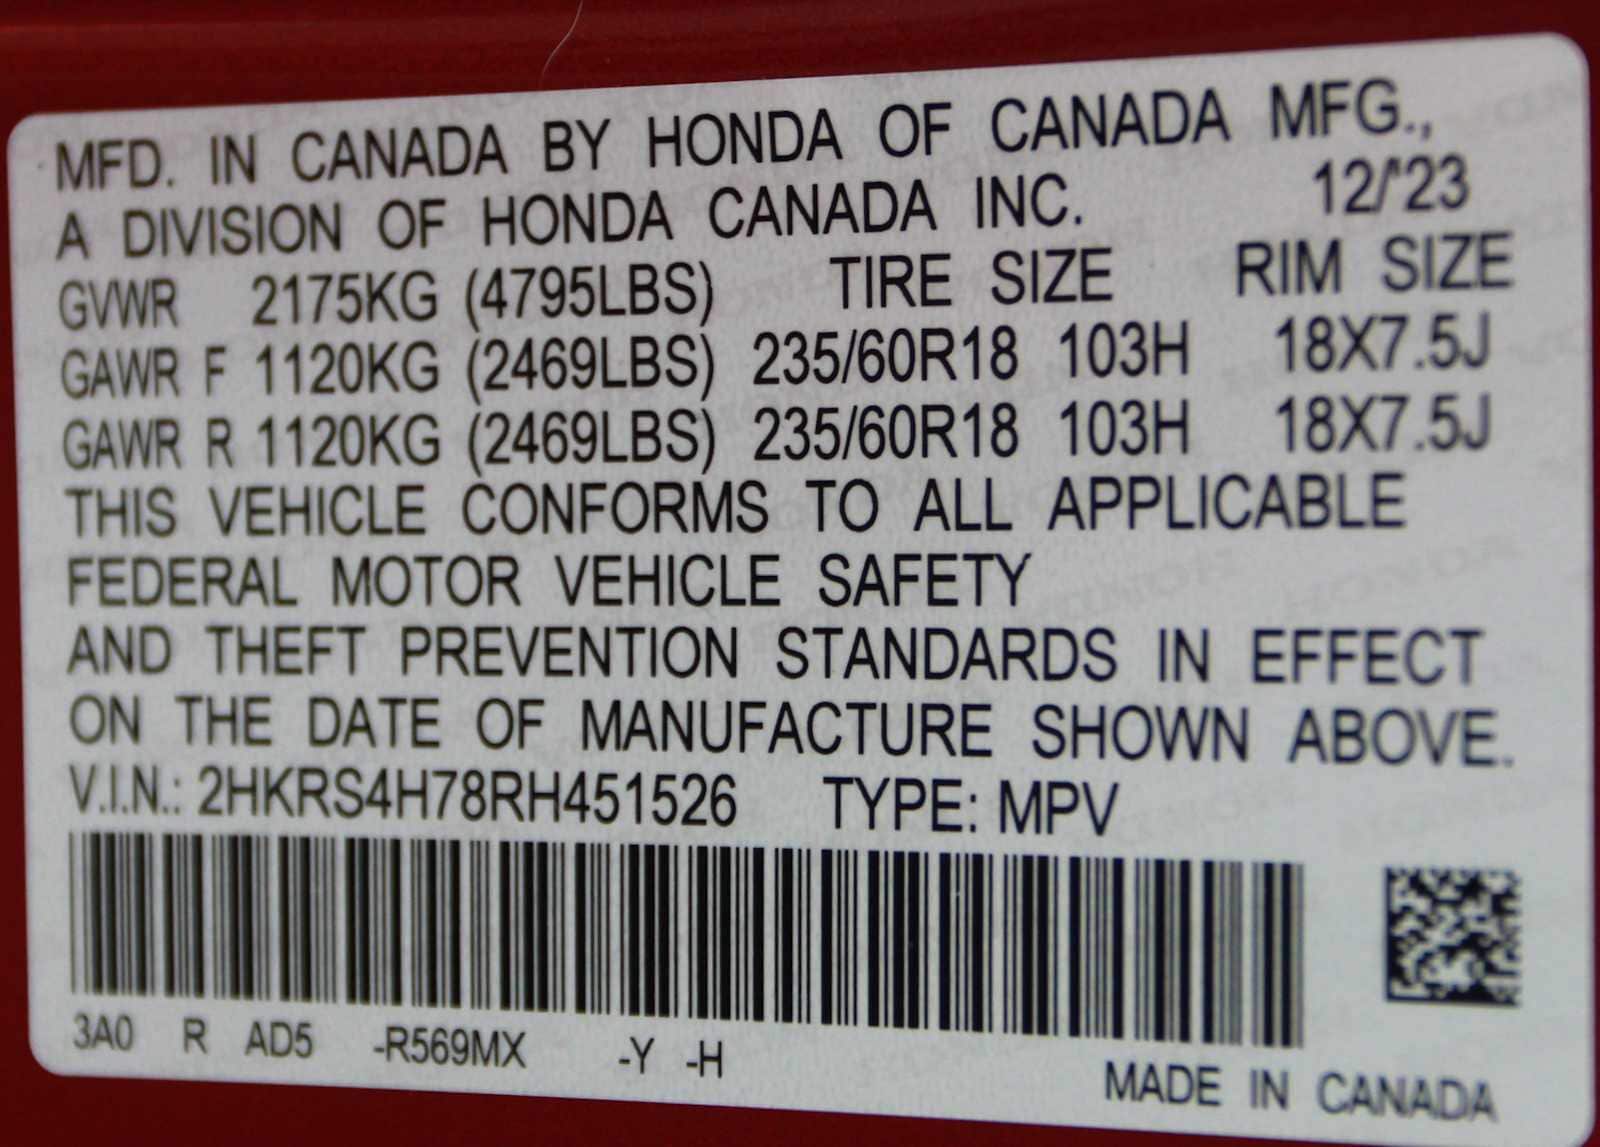 MFD. IN CANADA BY HONDA OF CANADA MFG.,
A DIVISION OF HONDA CANADA INC. 12/'23
GVWR 2175KG (4795LBS) TIRE SIZE RIM SIZE
GAWR F 1120KG (2469LBS) 235/60R18 103H 18X7.5J
GAWR R 1120KG (2469LBS) 235/60R18 103H 18X7.5J
THIS VEHICLE CONFORMS TO ALL APPLICABLE
FEDERAL MOTOR VEHICLE SAFETY
AND THEFT PREVENTION STANDARDS IN EFFECT
ON THE DATE OF MANUFACTURE SHOWN ABOVE.
V.I.N.: 2HKRS4H78RH451526 TYPE: MPV
3A0 R AD5 -R569MX -Y -H
MADE IN CANADA